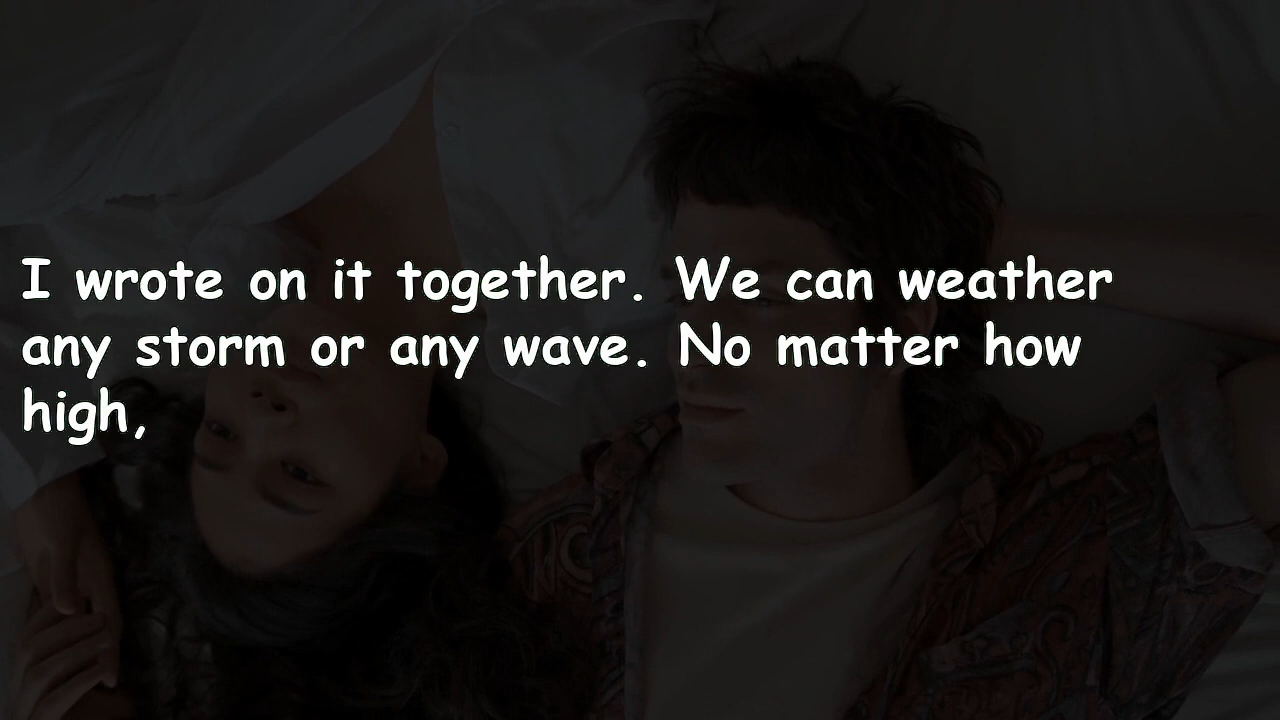 I wrote on it together. We can weather
any storm or any wave. No matter how
high,